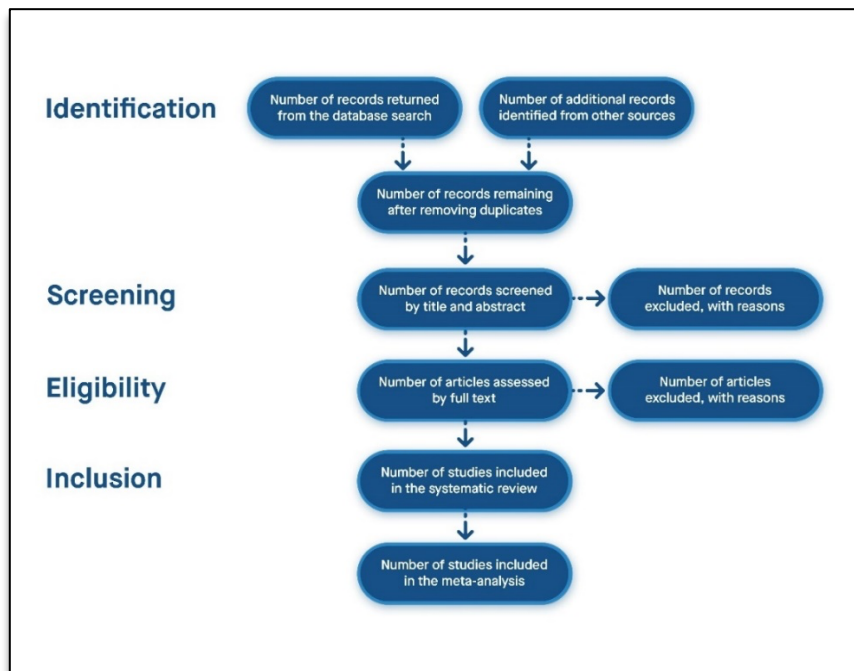 Identification
Number of records returned
from the database search
Number of additional records
identified from other sources
Number of records remaining
after removing duplicates
Screening
Number of records screened
by title and abstract
Number of records
excluded, with reasons
Eligibility
Number of articles assessed
by full text
Number of articles
excluded, with reasons
Inclusion
Number of studies included
in the systematic review
Number of studies included
in the meta-analysis